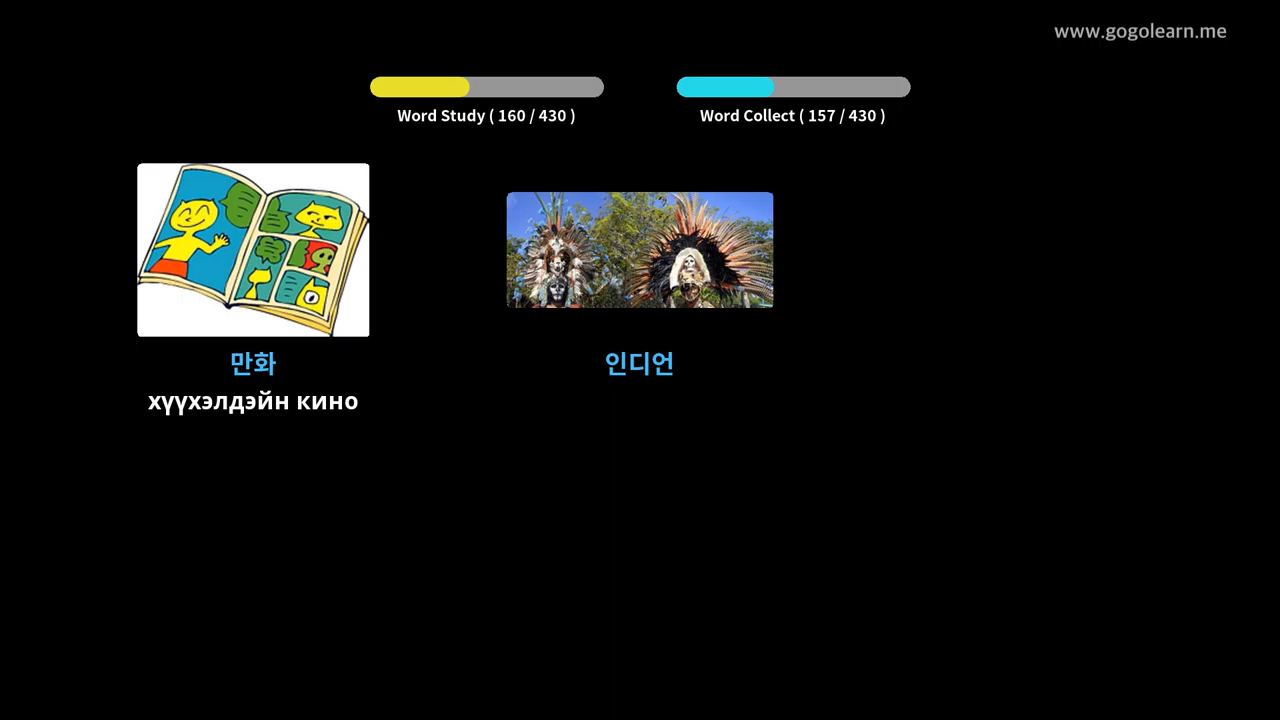 www.gogolearn.me
Word Study ( 160 / 430 )
Word Collect ( 157 / 430 )
만화
хүүхэлдэйн кино
인디언